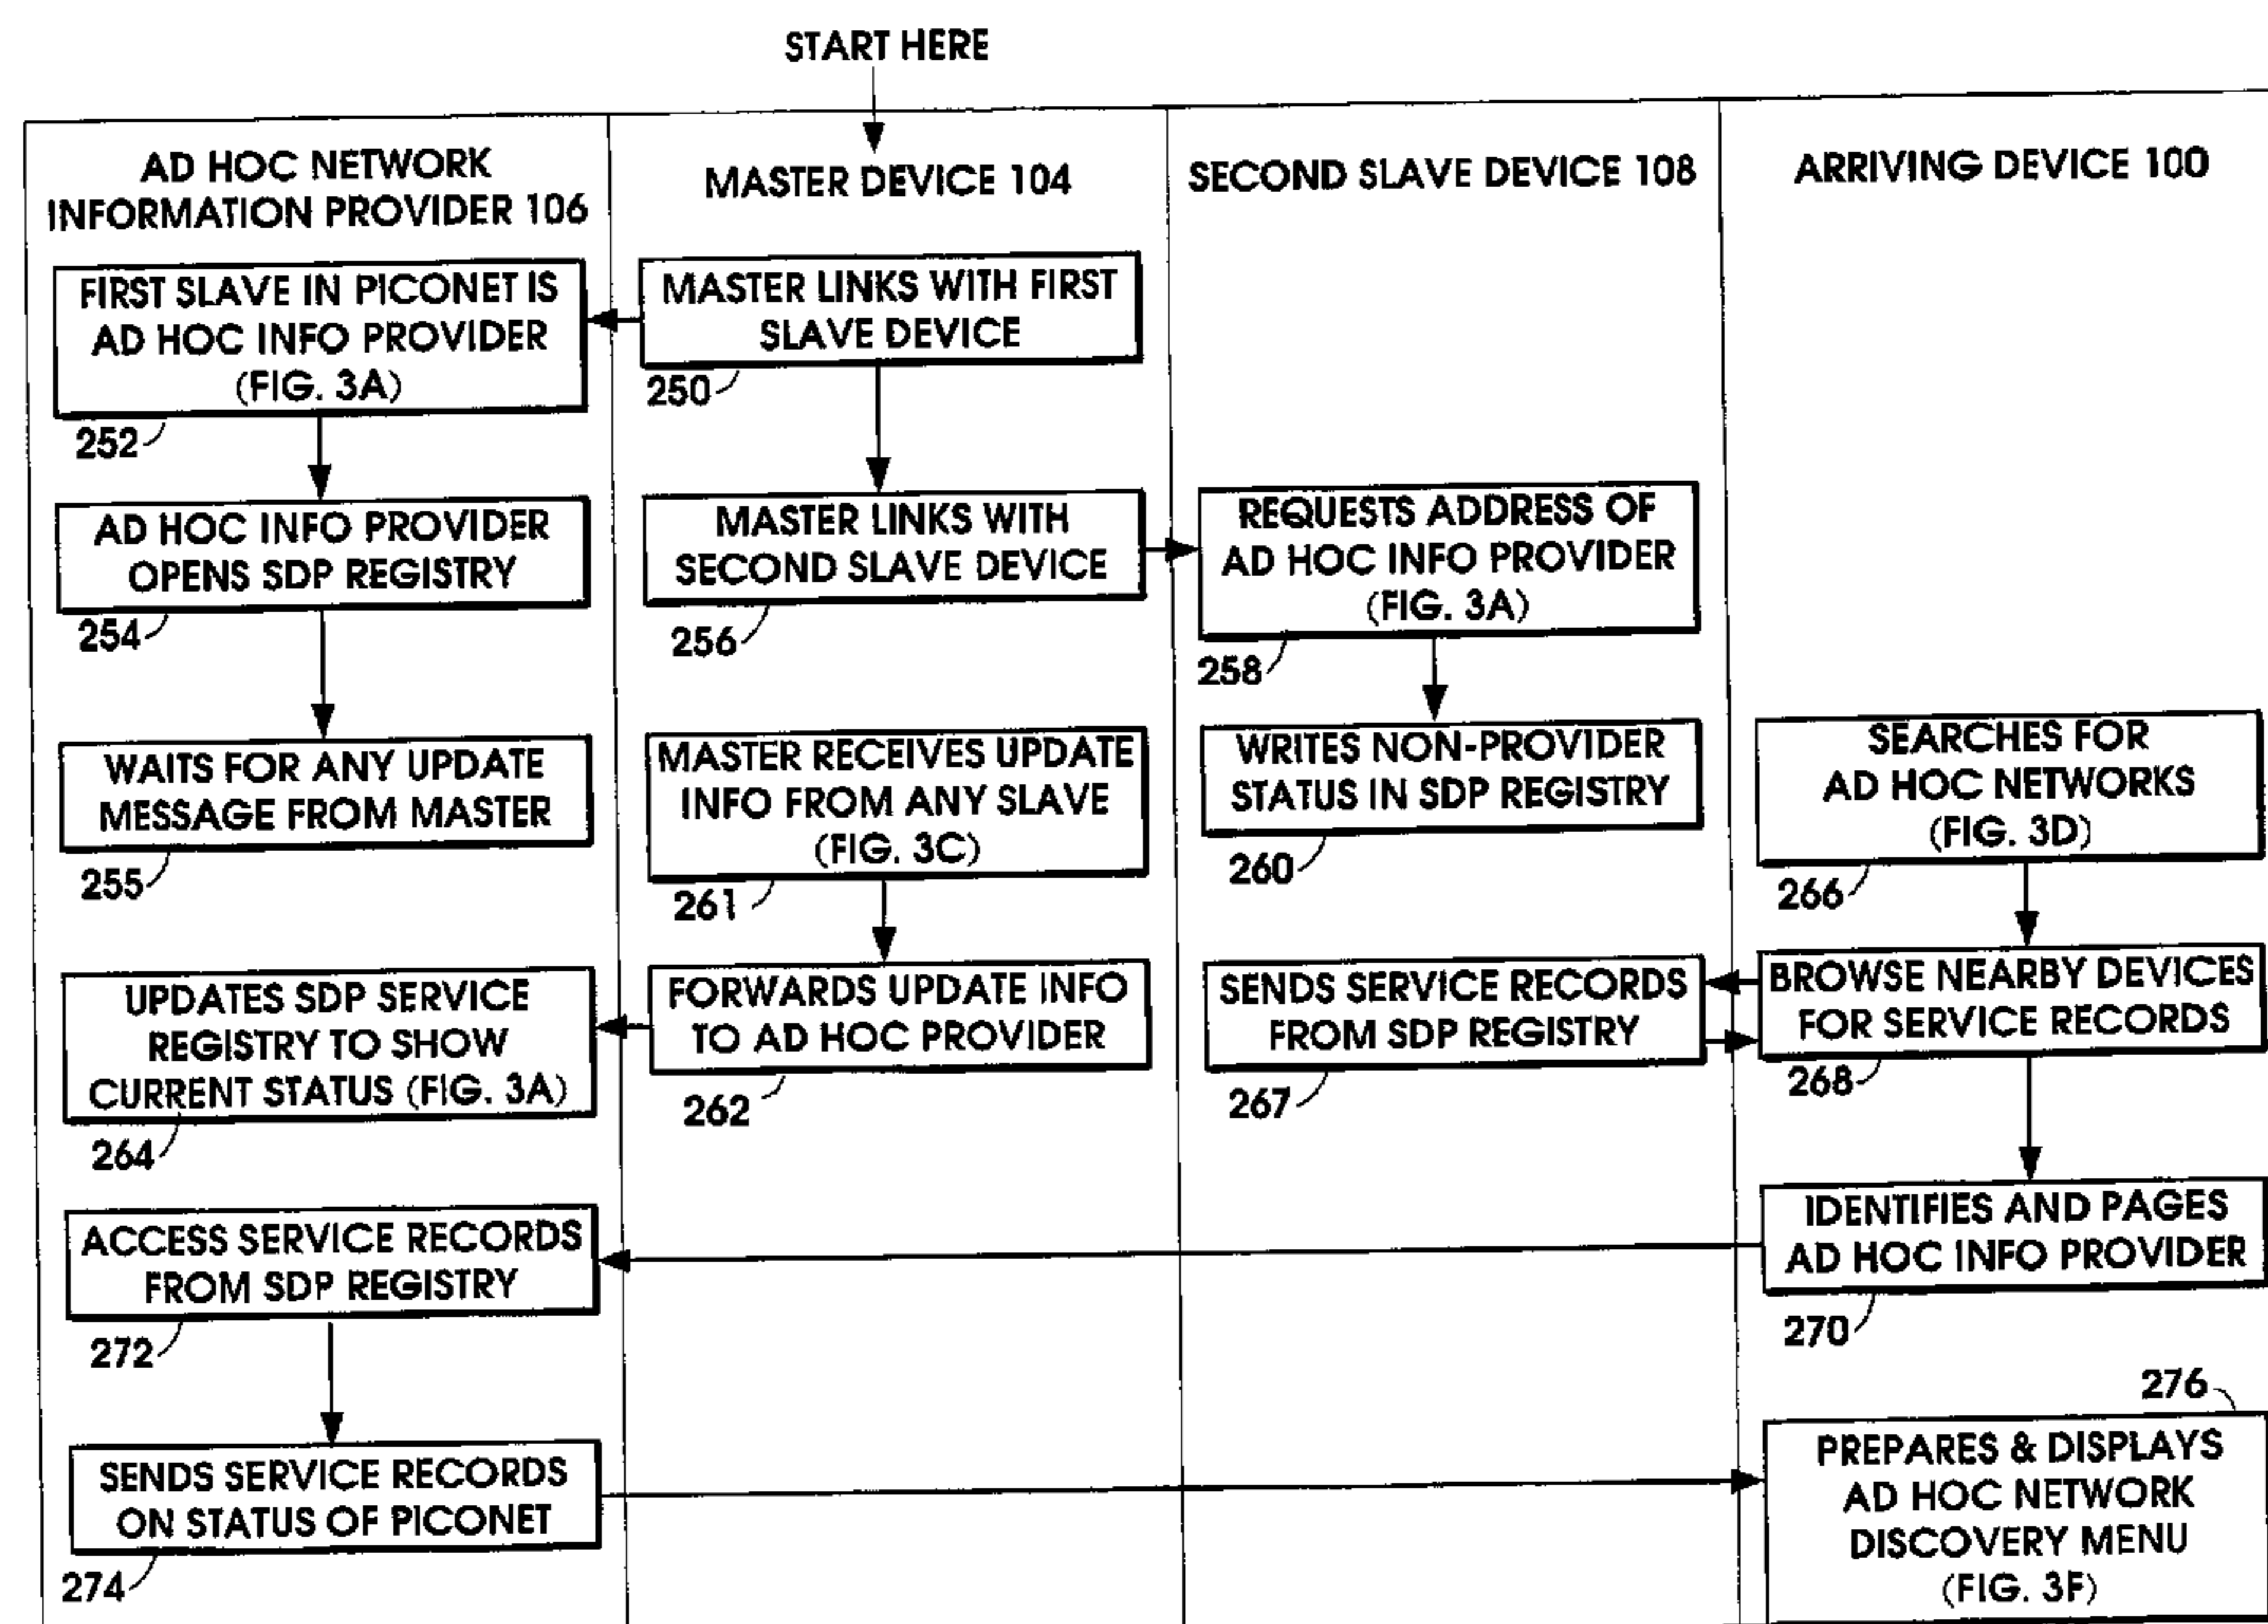 START HERE
AD HOC NETWORK
INFORMATION PROVIDER 106
MASTER DEVICE 104
SECOND SLAVE DEVICE 108
ARRIVING DEVICE 100
FIRST SLAVE IN PICONET IS
AD HOC INFO PROVIDER
(FIG. 3A)
252
MASTER LINKS WITH FIRST
SLAVE DEVICE
250
AD HOC INFO PROVIDER
OPENS SDP REGISTRY
254
MASTER LINKS WITH
SECOND SLAVE DEVICE
256
REQUESTS ADDRESS OF
AD HOC INFO PROVIDER
(FIG. 3A)
258
WAITS FOR ANY UPDATE
MESSAGE FROM MASTER
255
MASTER RECEIVES UPDATE
INFO FROM ANY SLAVE
(FIG. 3C)
261
WRITES NON-PROVIDER
STATUS IN SDP REGISTRY
260
SEARCHES FOR
AD HOC NETWORKS
(FIG. 3D)
266
UPDATES SDP SERVICE
REGISTRY TO SHOW
CURRENT STATUS (FIG. 3A)
264
FORWARDS UPDATE INFO
TO AD HOC PROVIDER
262
SENDS SERVICE RECORDS
FROM SDP REGISTRY
267
BROWSE NEARBY DEVICES
FOR SERVICE RECORDS
268
ACCESS SERVICE RECORDS
FROM SDP REGISTRY
272
IDENTIFIES AND PAGES
AD HOC INFO PROVIDER
270
SENDS SERVICE RECORDS
ON STATUS OF PICONET
274
276
PREPARES & DISPLAYS
AD HOC NETWORK
DISCOVERY MENU
(FIG. 3F)